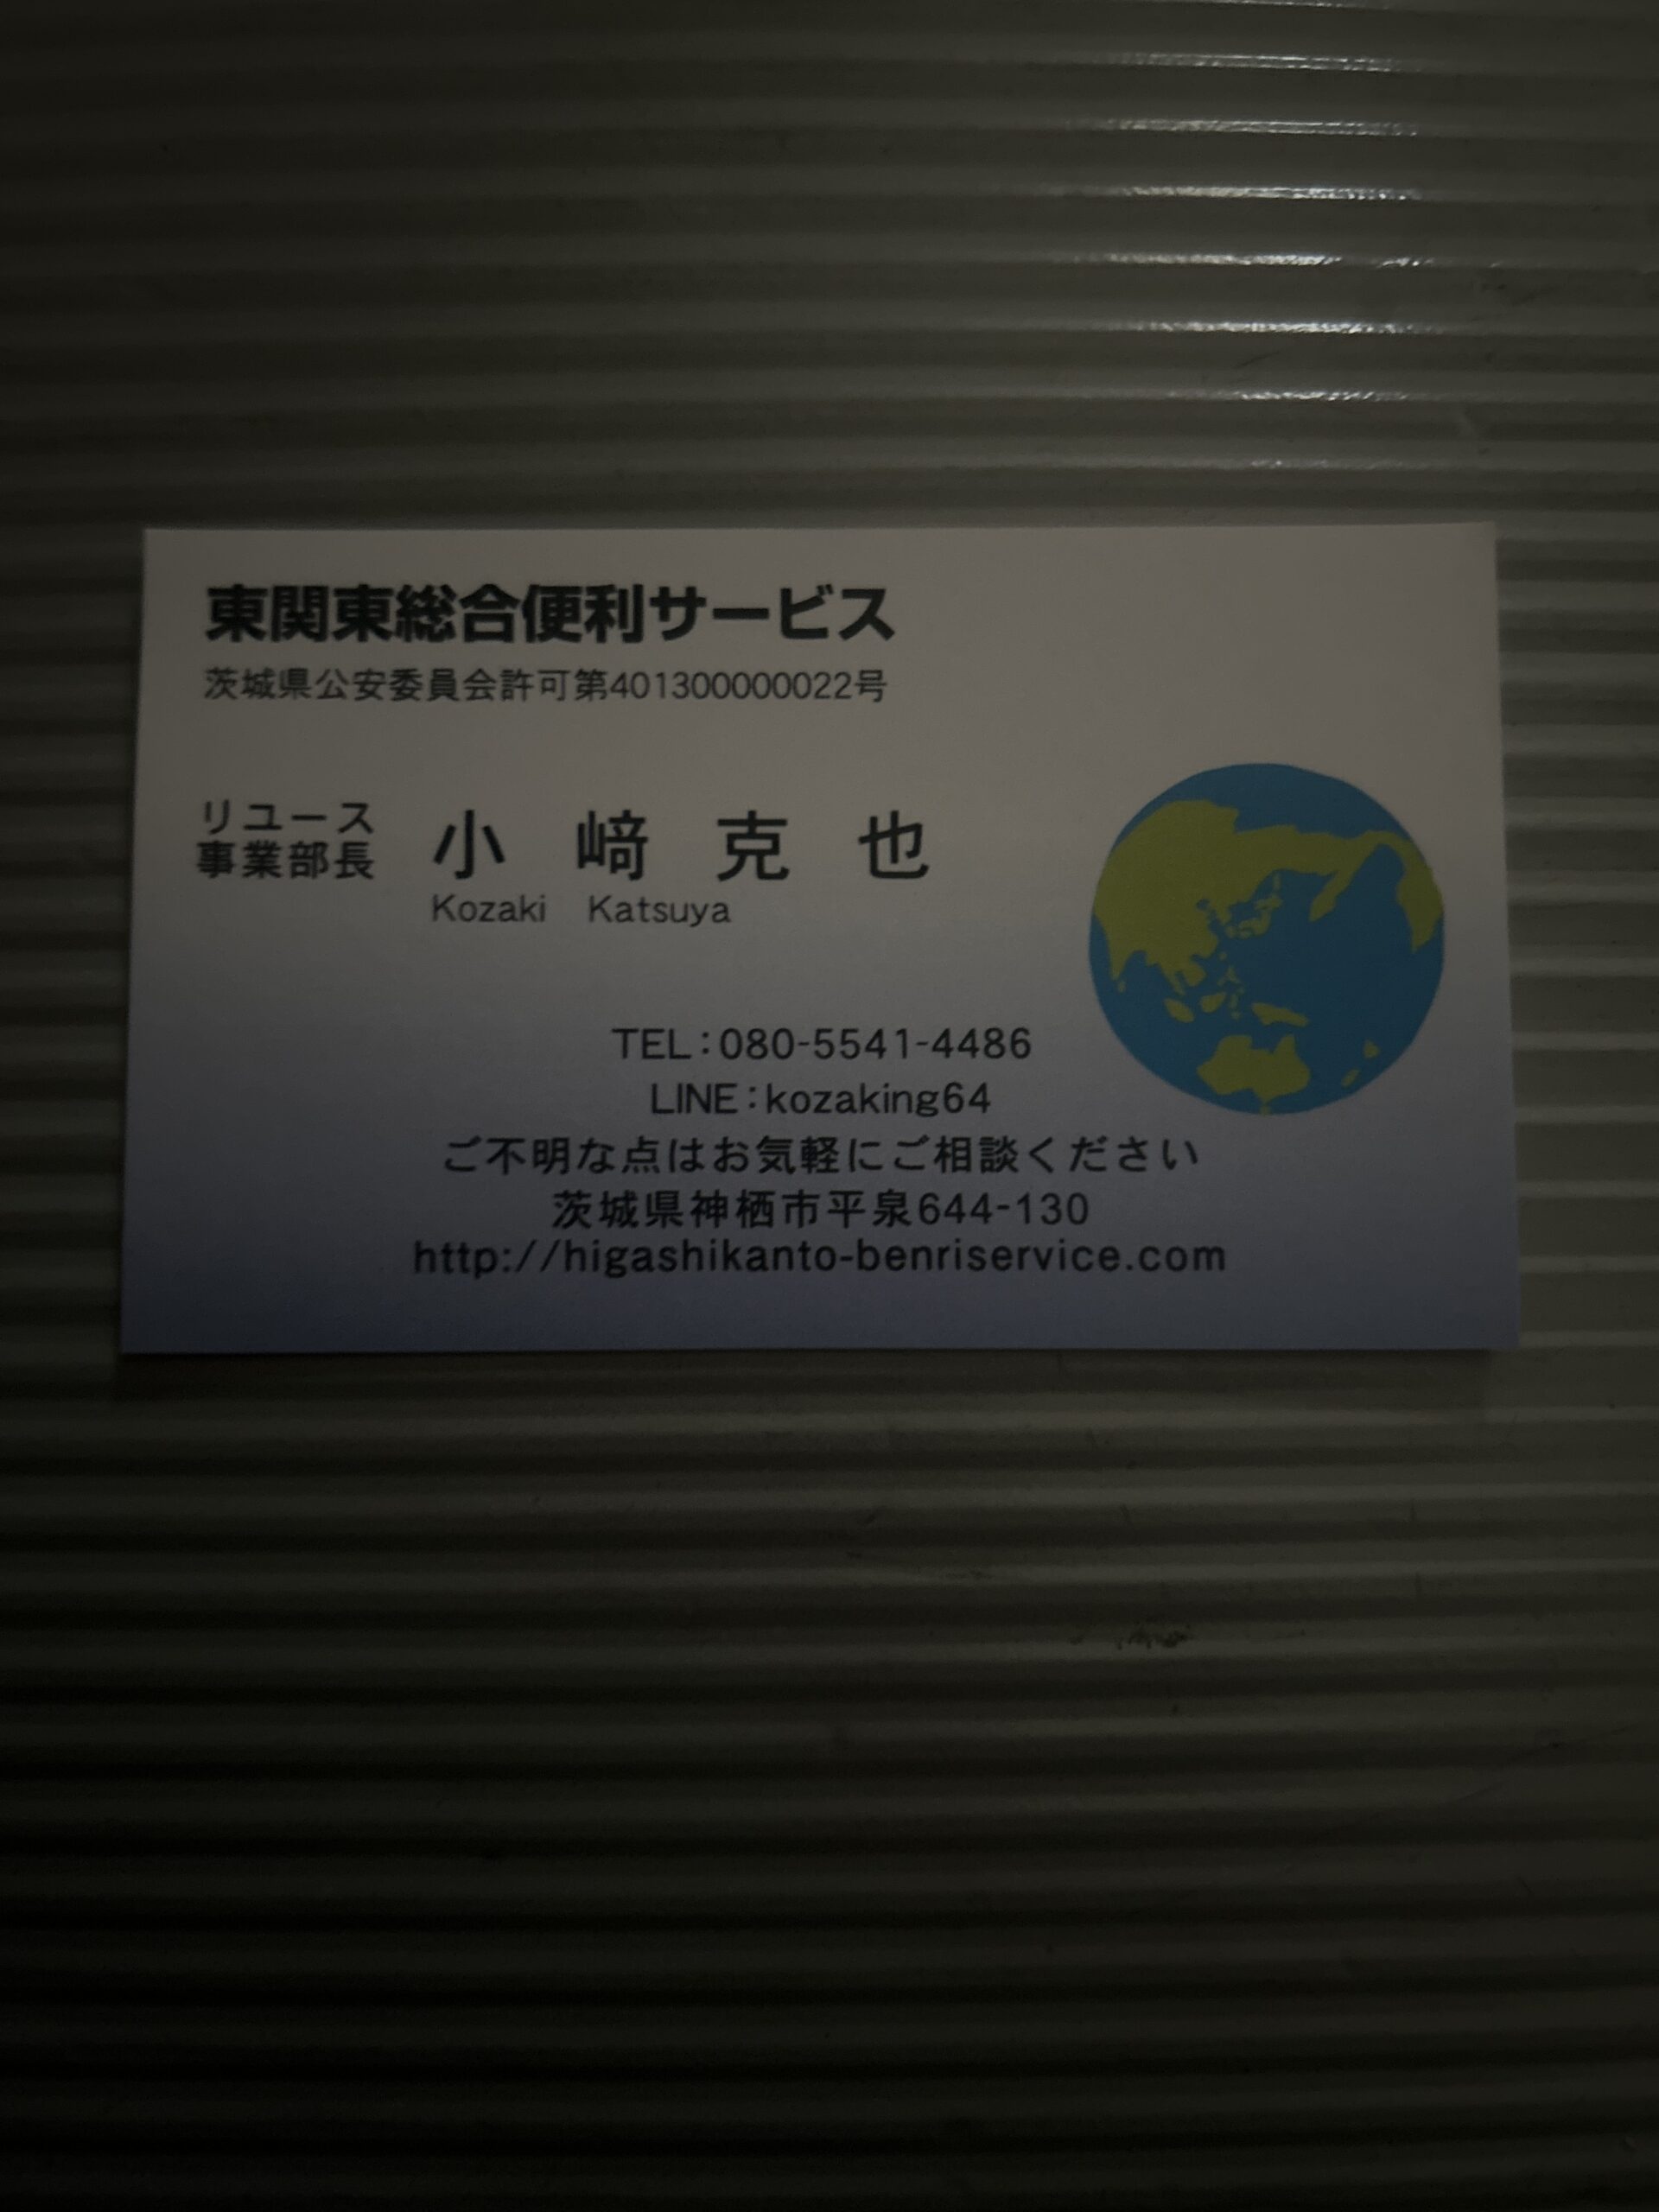 東関東総合便利サービス
茨城県公安委員会許可第401300000022号
リユース
事業部長
小 﨑 克 也
Kozaki Katsuya
TEL:080-5541-4486
LINE:kozaking64
ご不明な点はお気軽にご相談ください
茨城県神栖市平泉644-130
http://higashikanto-benriservice.com